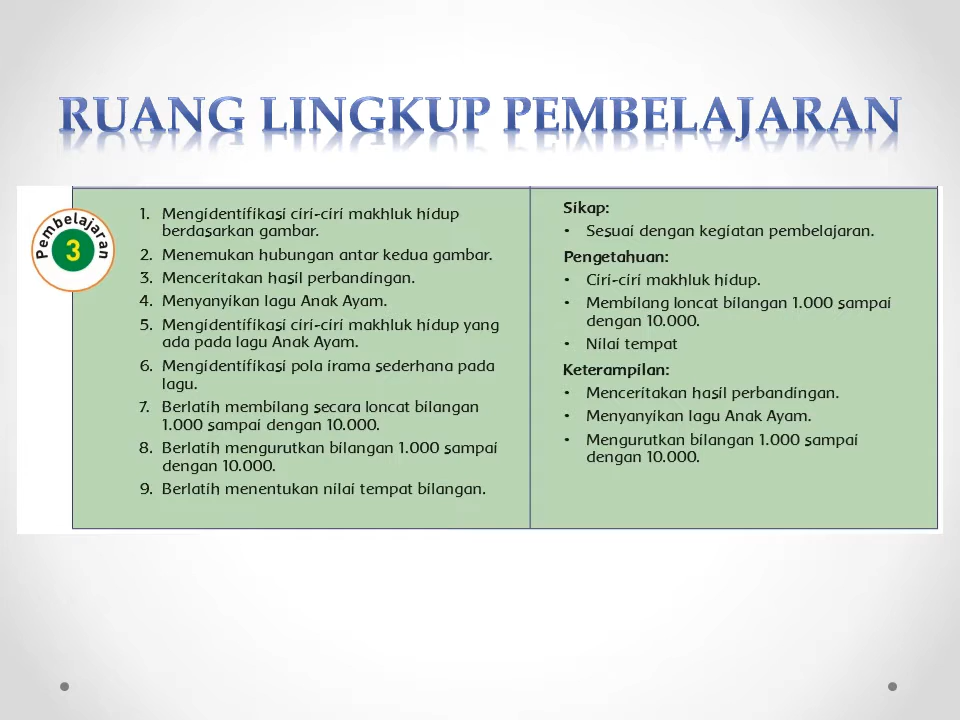 RUANG LINGKUP PEMBELAJARAN
Pembelajaran
3
1. Mengidentifikasi ciri-ciri makhluk hidup
berdasarkan gambar.
2. Menemukan hubungan antar kedua gambar.
3. Menceritakan hasil perbandingan.
4. Menyanyikan lagu Anak Ayam.
5. Mengidentifikasi ciri-ciri makhluk hidup yang
ada pada lagu Anak Ayam.
6. Mengidentifikasi pola irama sederhana pada
lagu.
7. Berlatih membilang secara loncat bilangan
1.000 sampai dengan 10.000.
8. Berlatih mengurutkan bilangan 1.000 sampai
dengan 10.000.
9. Berlatih menentukan nilai tempat bilangan.
Sikap:
• Sesuai dengan kegiatan pembelajaran.
Pengetahuan:
• Ciri-ciri makhluk hidup.
• Membilang loncat bilangan 1.000 sampai
dengan 10.000.
• Nilai tempat
Keterampilan:
• Menceritakan hasil perbandingan.
• Menyanyikan lagu Anak Ayam.
• Mengurutkan bilangan 1.000 sampai
dengan 10.000.